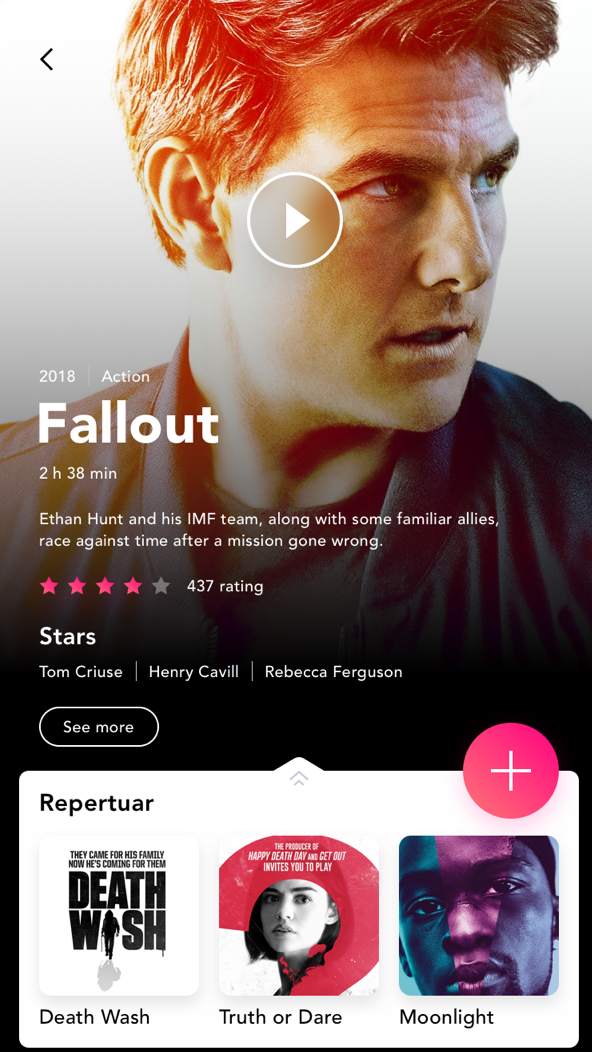 2018 Action
Fallout
2 h 38 min
Ethan Hunt and his IMF team, along with some familiar allies,
race against time after a mission gone wrong.
437 rating
Stars
Tom Criuse Henry Cavill Rebecca Ferguson
See more
Repertuar
THEY CAME FOR HIS FAMILY
NOW HE'S COMING FOR THEM
DEATH
WISH
THE PRODUCER OF
HAPPY DEATH DAY AND GET OUT
INVITES YOU TO PLAY
Death Wash
Truth or Dare
Moonlight